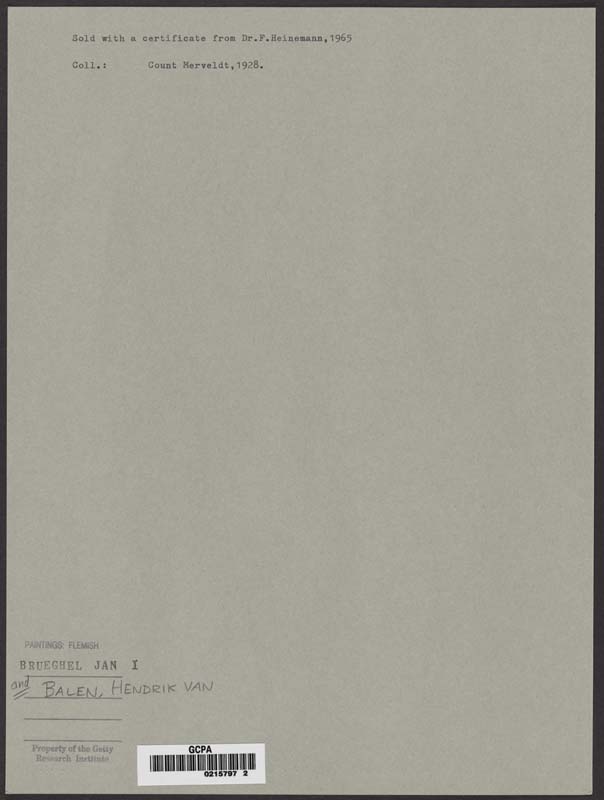 Sold with a certificate from Dr.F.Heinemann,1965
Coll.: Count Merveldt,1928.
PAINTINGS: FLEMISH
BRUEGHEL JAN I
and BALEN, HENDRIK VAN
Property of the Getty
Research Institute
GCPA
0215797 2